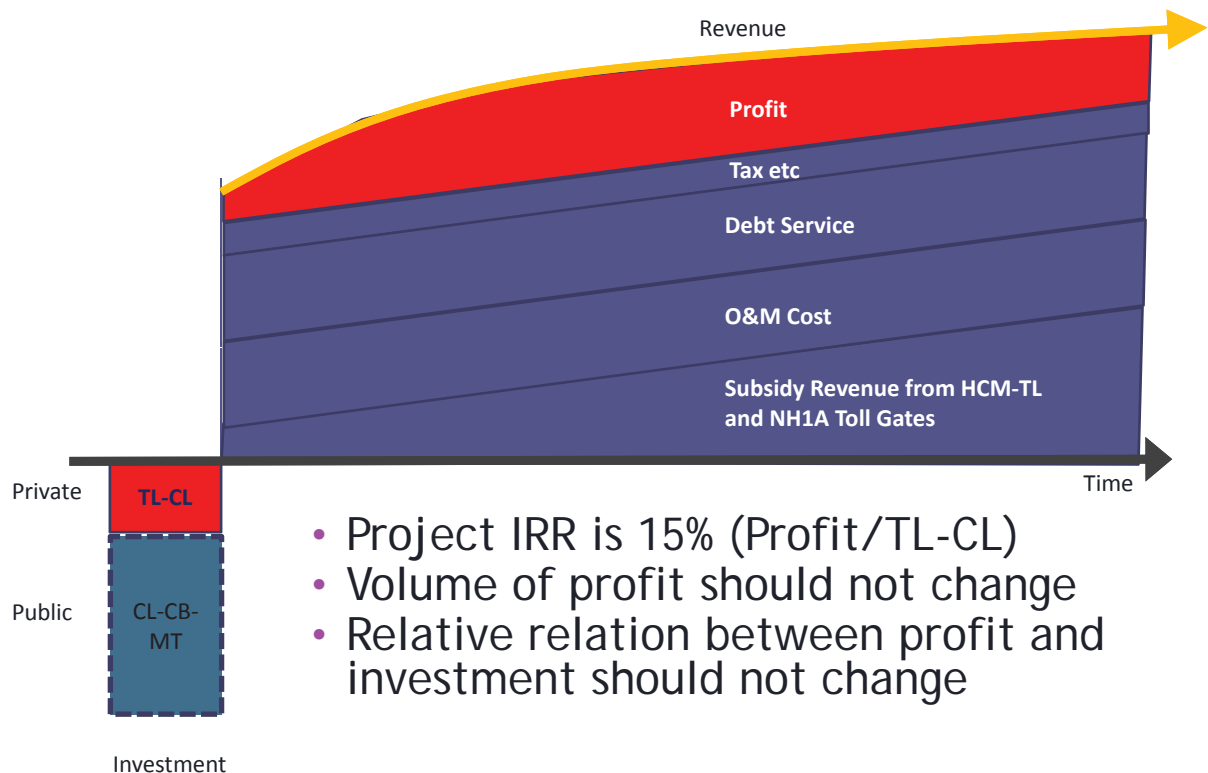 Revenue
Profit
Tax etc
Debt Service
O&M Cost
Subsidy Revenue from HCM-TL
and NH1A Toll Gates
Time
Private
TL-CL
Public
CL-CB-
MT
Investment
• Project IRR is 15% (Profit/TL-CL)
• Volume of profit should not change
• Relative relation between profit and
investment should not change